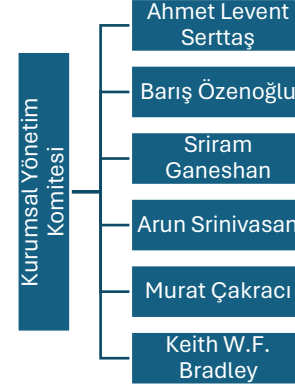 Kurumsal Yönetim
Komitesi
Ahmet Levent
Serttaş
Barış Özenoğlu
Sriram
Ganeshan
Arun Srinivasan
Murat Çakracı
Keith W.F.
Bradley